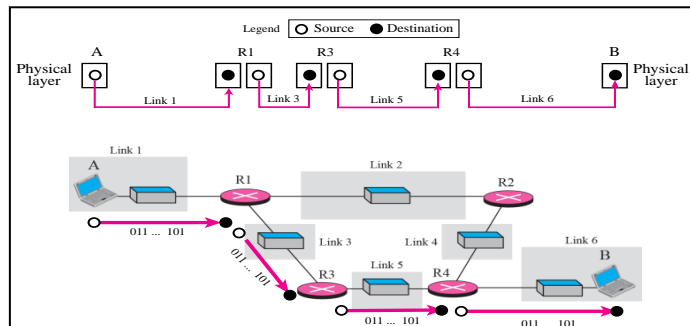 Legend Source Destination
A R1 R3 R4 B
Physical layer Physical layer
Link 1 Link 3 Link 5 Link 6
Link 1
A R1 Link 2 R2
011 ... 101
011 ... 101
Link 3 Link 4 Link 6
B
R3 Link 5 R4
011 ... 101 011 ... 101